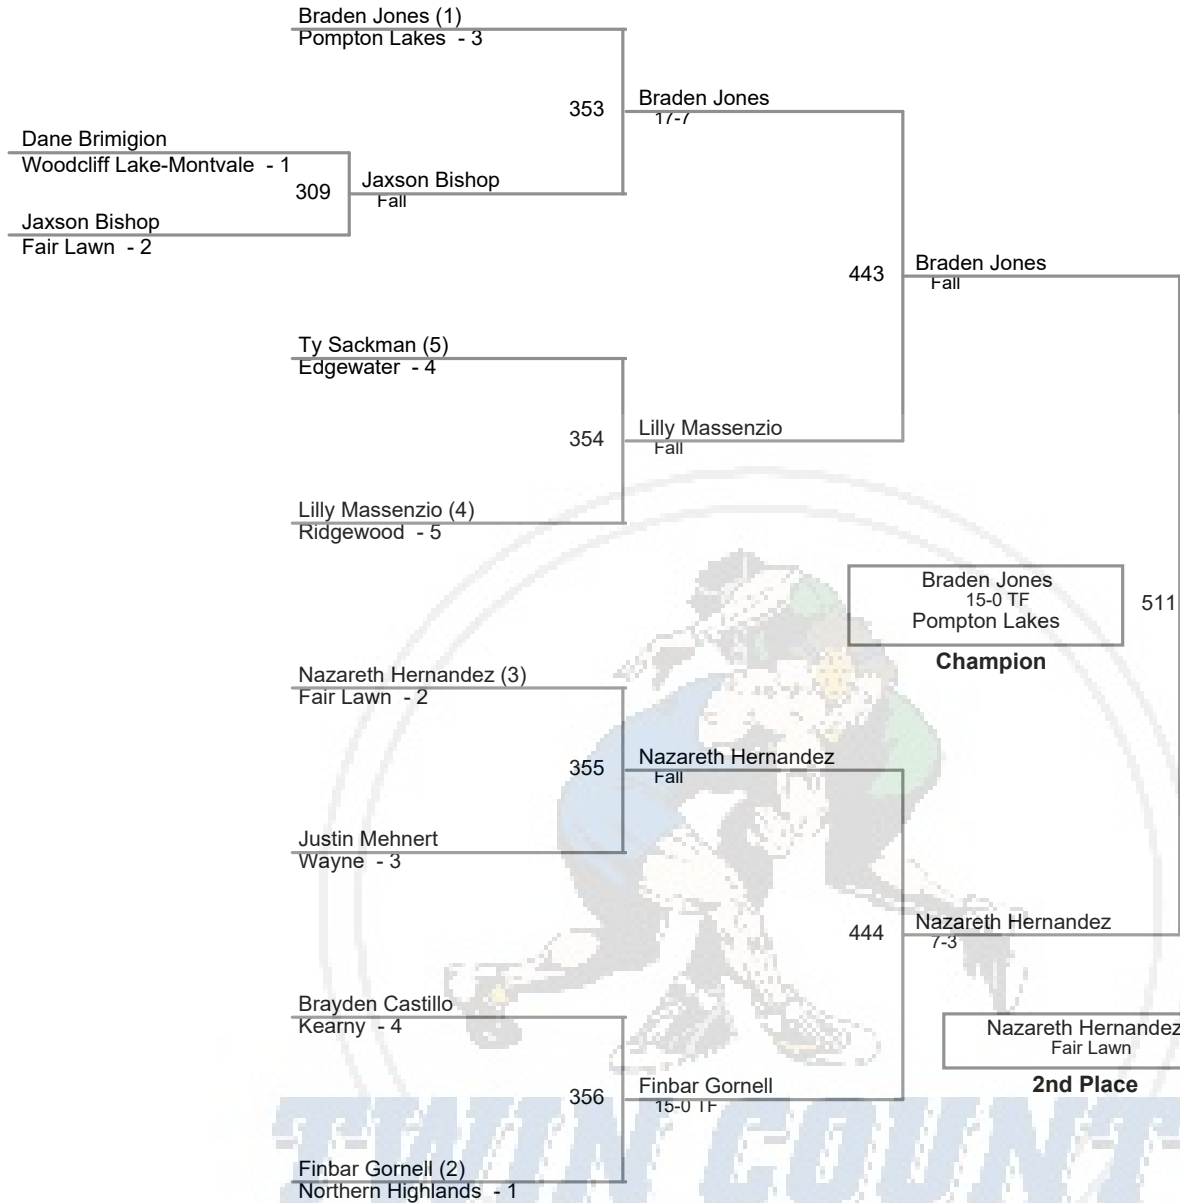 Braden Jones (1)
Pompton Lakes - 3
353
Braden Jones
17-7
Dane Brimigion
Woodcliff Lake-Montvale - 1
309
Jaxson Bishop
Fall
Jaxson Bishop
Fair Lawn - 2
443
Braden Jones
Fall
Ty Sackman (5)
Edgewater - 4
354
Lilly Massenzio
Fall
Lilly Massenzio (4)
Ridgewood - 5
Braden Jones
15-0 TF
Pompton Lakes
511
Champion
Nazareth Hernandez (3)
Fair Lawn - 2
355
Nazareth Hernandez
Fall
Justin Mehnert
Wayne - 3
444
Nazareth Hernandez
7-3
Brayden Castillo
Kearny - 4
Nazareth Hernandez
Fair Lawn
2nd Place
356
Finbar Gornell
15-0 TF
Finbar Gornell (2)
Northern Highlands - 1
TWIN COUNT